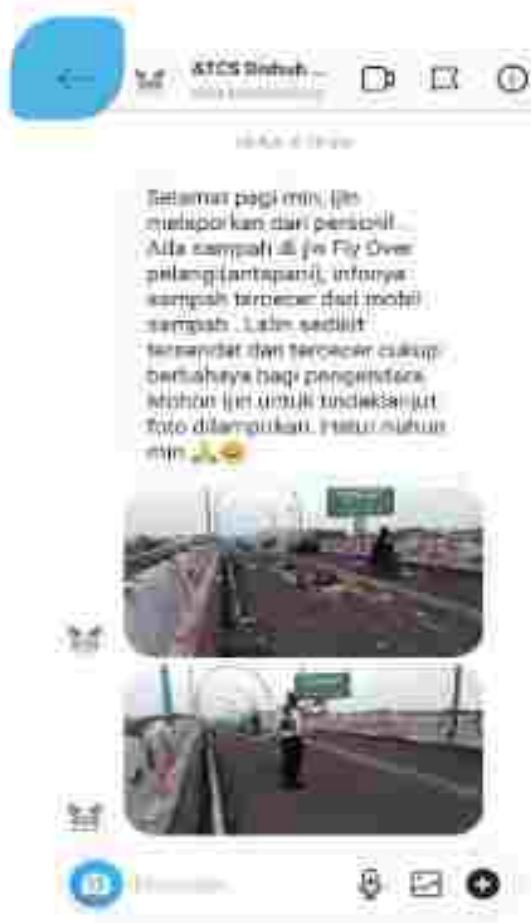 ATCS Dishub ...
Selamat pagi min, ijin
melaporkan dari personil ...
Ada sampah di jln Fly Over
pelangi(antapani), infonya
sampah tercecer dari mobil
sampah . Lalin sedikit
tersendat dan tercecer cukup
berbahaya bagi pengendara
Mohon ijin untuk tindaklanjut
foto dilampirkan. Hatur nuhun
min 🙏😊